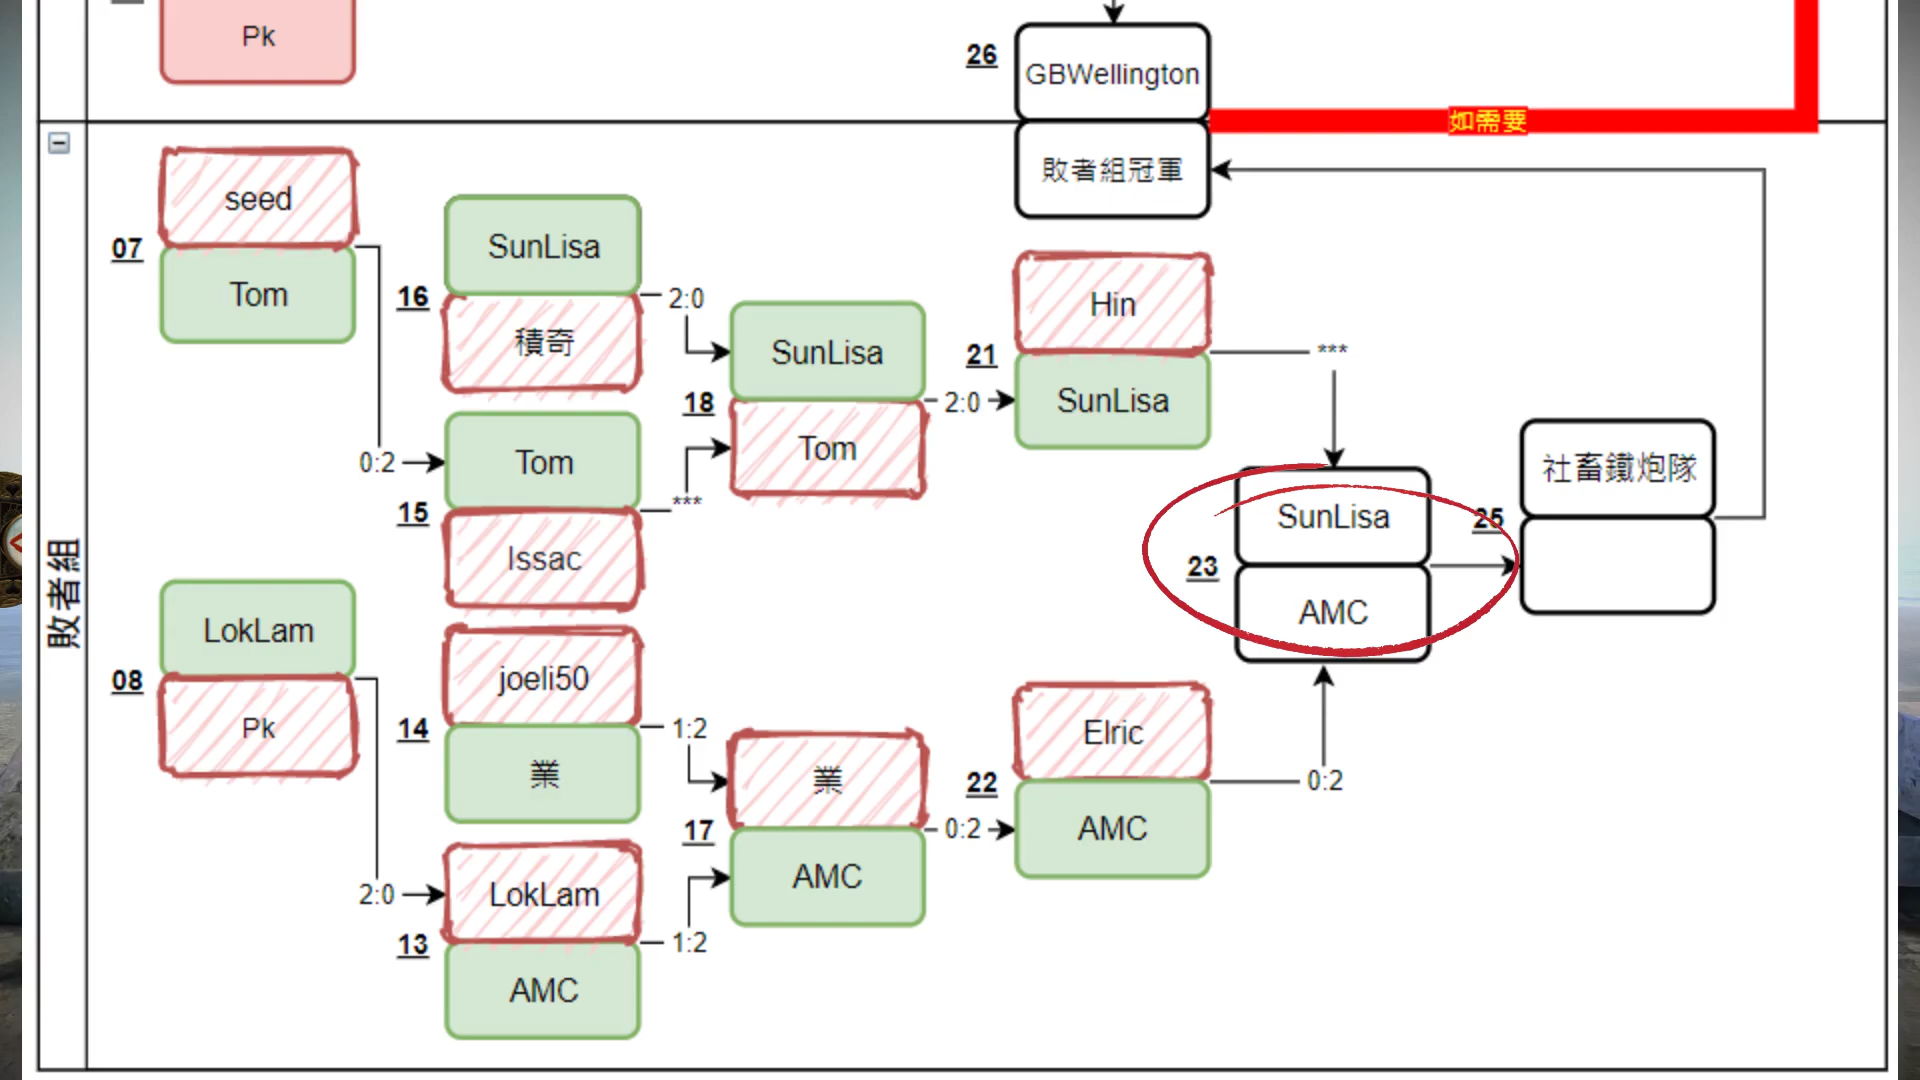 Pk
26
GBWellington
如需要
敗者組冠軍
敗者組
seed
07
Tom
0:2
LokLam
08
Pk
2:0
SunLisa
16
積奇
2:0
Tom
15
Issac
***
joeli50
14
業
1:2
LokLam
13
AMC
1:2
SunLisa
18
Tom
2:0
業
17
AMC
0:2
Hin
21
SunLisa
***
Elric
22
AMC
0:2
SunLisa
23
AMC
社畜鐵炮隊
25